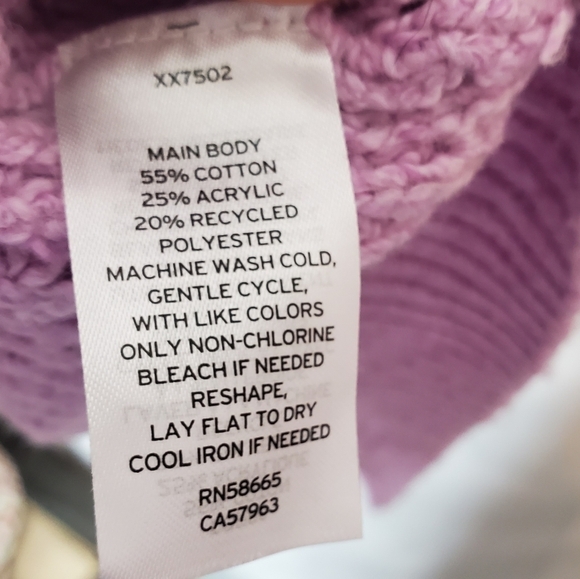 XX7502
MAIN BODY
55% COTTON
25% ACRYLIC
20% RECYCLED
POLYESTER
MACHINE WASH COLD,
GENTLE CYCLE,
WITH LIKE COLORS
ONLY NON-CHLORINE
BLEACH IF NEEDED
RESHAPE,
LAY FLAT TO DRY
COOL IRON IF NEEDED
RN58665
CA57963